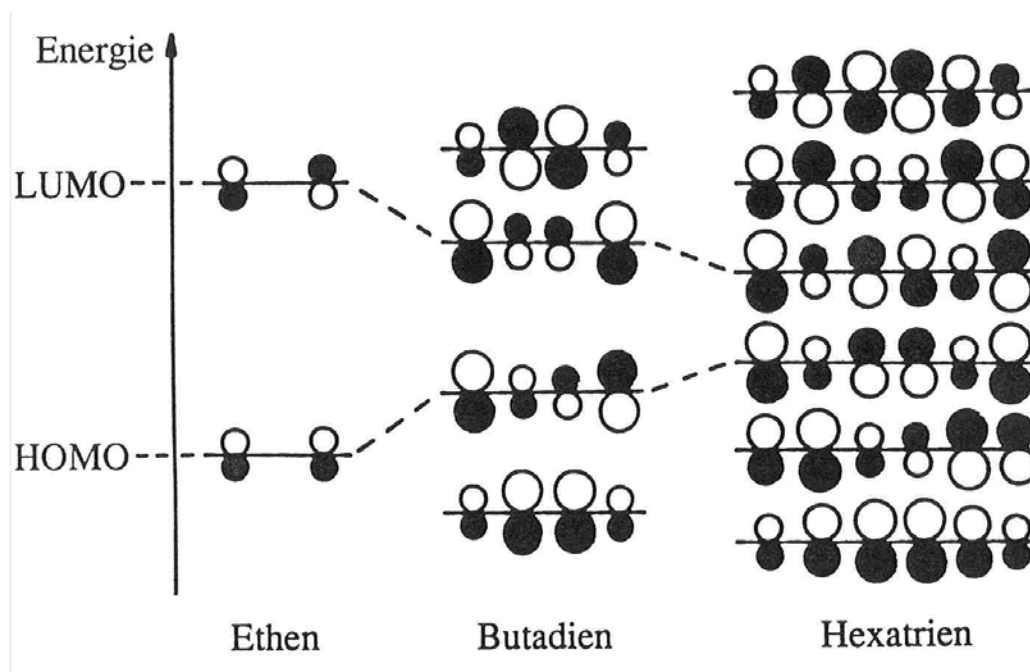 Energie
LUMO
HOMO
Ethen
Butadien
Hexatrien